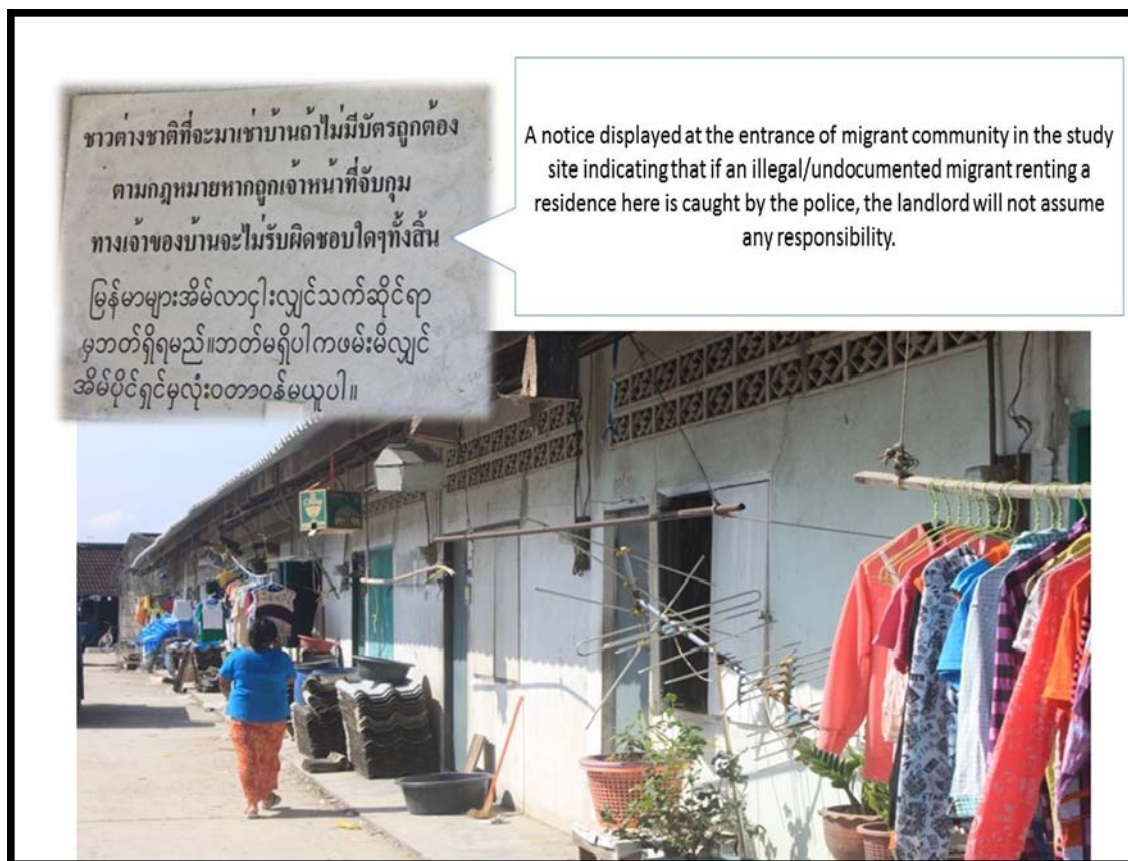 ชาวต่างชาติที่จะมาเช่าบ้านถ้าไม่มีบัตรถูกต้อง
ตามกฎหมายหากถูกเจ้าหน้าที่จับกุม
ทางเจ้าของบ้านจะไม่รับผิดชอบใดๆทั้งสิ้น
မြန်မာများအိမ်လာငှါးလျှင်သက်ဆိုင်ရာ
မှဘတ်ရှိရမည်။ဘတ်မရှိပါကဖမ်းမိလျှင်
အိမ်ပိုင်ရှင်မှလုံးဝတာဝန်မယူပါ။
A notice displayed at the entrance of migrant community in the study
site indicating that if an illegal/undocumented migrant renting a
residence here is caught by the police, the landlord will not assume
any responsibility.